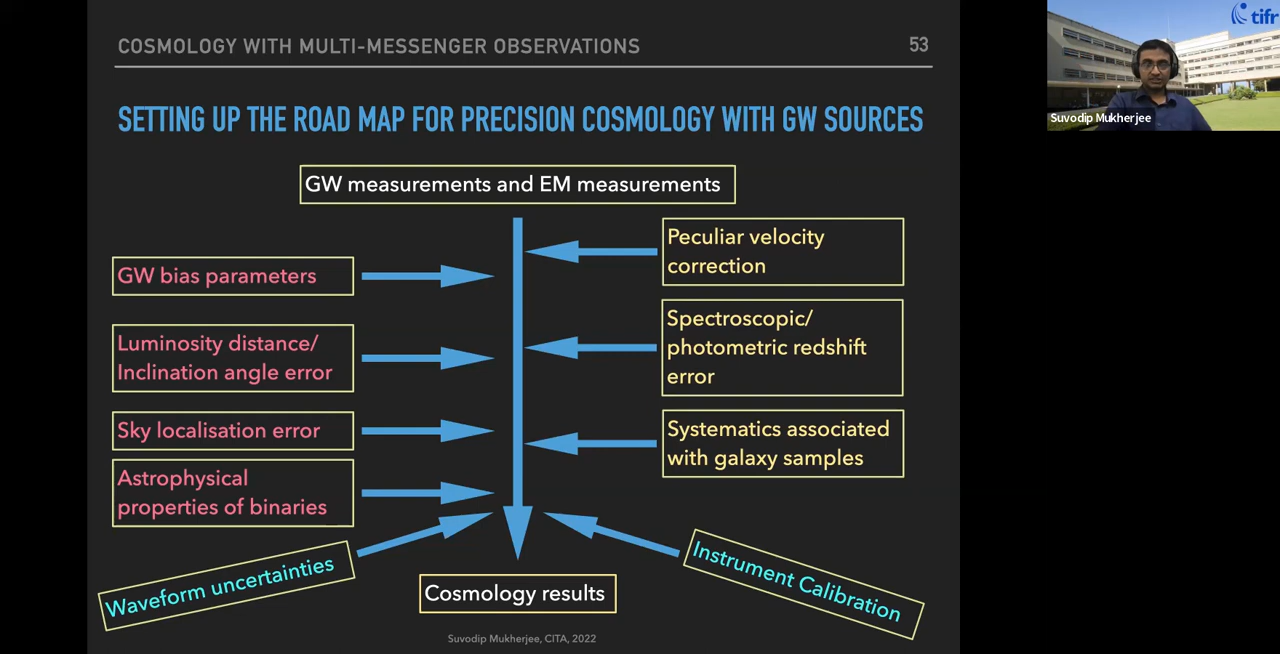 COSMOLOGY WITH MULTI-MESSENGER OBSERVATIONS
53
SETTING UP THE ROAD MAP FOR PRECISION COSMOLOGY WITH GW SOURCES
GW measurements and EM measurements
GW bias parameters
Luminosity distance/
Inclination angle error
Sky localisation error
Astrophysical
properties of binaries
Waveform uncertainties
Peculiar velocity
correction
Spectroscopic/
photometric redshift
error
Systematics associated
with galaxy samples
Instrument Calibration
Cosmology results
Suvodip Mukherjee, CITA, 2022
tifr
Suvodip Mukherjee